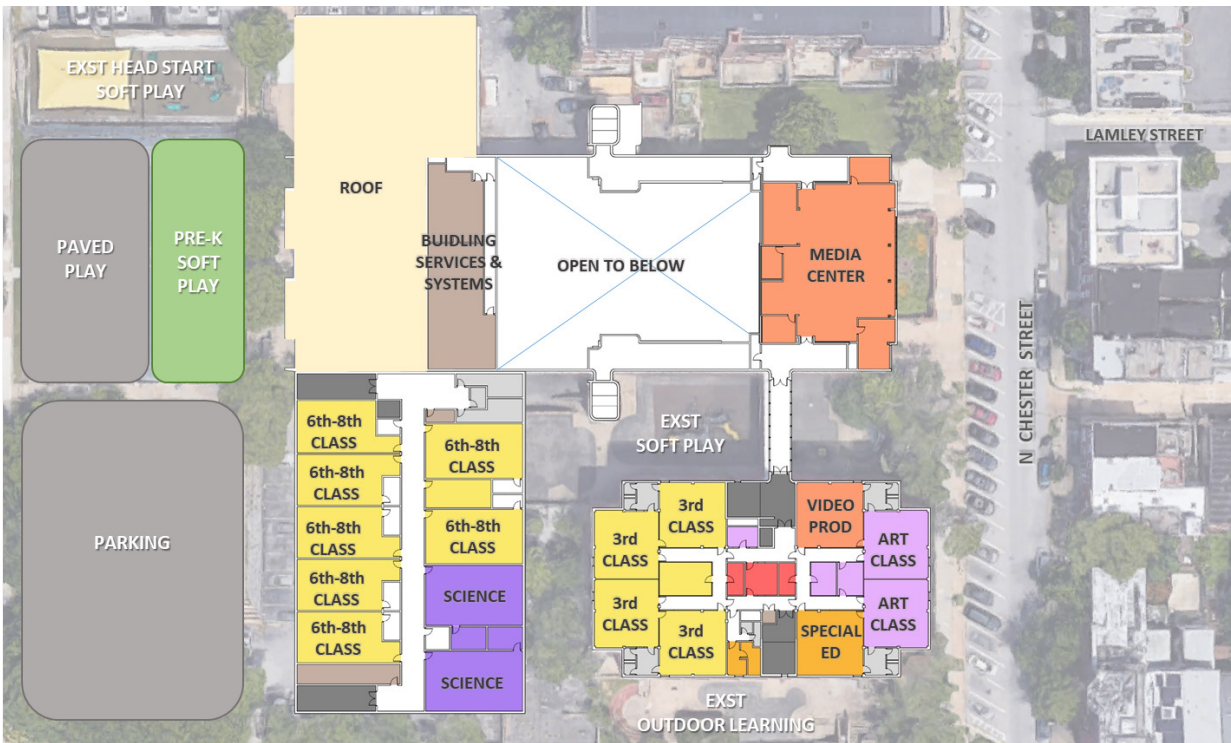 EXST HEAD START
SOFT PLAY
LAMLEY STREET
ROOF
PAVED
PLAY
PRE-K
SOFT
PLAY
BUIDLING
SERVICES &
SYSTEMS
OPEN TO BELOW
MEDIA
CENTER
N CHESTER STREET
6th-8th
CLASS
6th-8th
CLASS
6th-8th
CLASS
6th-8th
CLASS
6th-8th
CLASS
6th-8th
CLASS
6th-8th
CLASS
SCIENCE
SCIENCE
PARKING
EXST
SOFT PLAY
3rd
CLASS
3rd
CLASS
3rd
CLASS
3rd
CLASS
VIDEO
PROD
ART
CLASS
ART
CLASS
SPECIAL
ED
EXST
OUTDOOR LEARNING